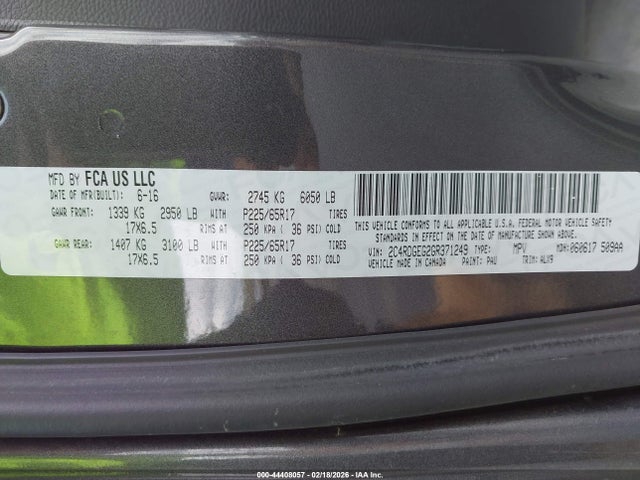 MFD BY FCA US LLC
DATE OF MFR(BUILT): 6-16 GVWR: 2745 KG 6050 LB
GAWR FRONT: 1339 KG 2950 LB WITH P225/65R17 TIRES
17X6.5 RIMS AT 250 KPA ( 36 PSI) COLD
GAWR REAR: 1407 KG 3100 LB WITH P225/65R17 TIRES
17X6.5 RIMS AT 250 KPA ( 36 PSI) COLD
THIS VEHICLE CONFORMS TO ALL APPLICABLE U.S.A. FEDERAL MOTOR VEHICLE SAFETY
STANDARDS IN EFFECT ON THE DATE OF MANUFACTURE SHOWN ABOVE.
VIN: 2C4RDGEG2GR371249 TYPE: MPV MDH: 060617 509AA
VEHICLE MADE IN CANADA PAINT: PAU TRIM: ALX9
000-44408057 - 02/18/2026 - IAA Inc.